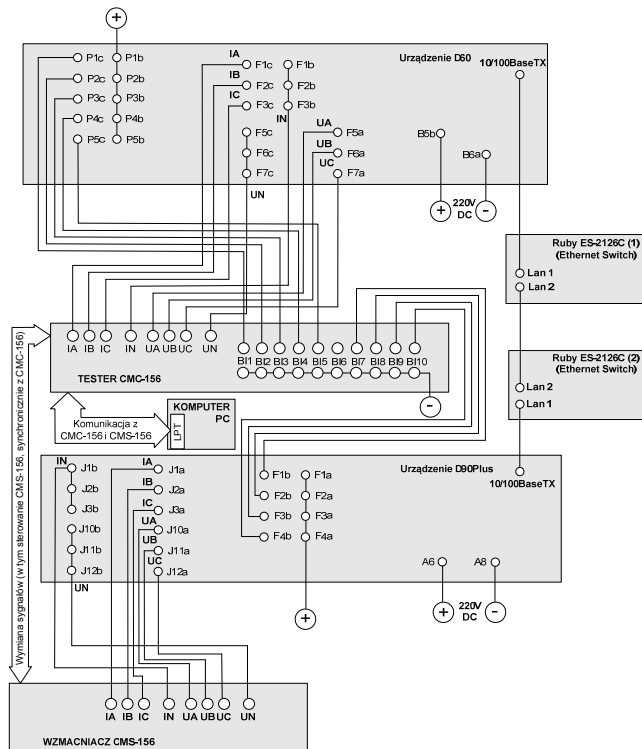 Urządzenie D60
10/100BaseTX
IA
IB
IC
IN
P1c P1b
P2c P2b
P3c P3b
P4c P4b
P5c P5b
F1c F1b
F2c F2b
F3c F3b
F5c
F6c
F7c
UN
UA
UB
UC
F5a
F6a
F7a
B5b
B6a
220V
DC
Ruby ES-2126C (1)
(Ethernet Switch)
Lan 1
Lan 2
Ruby ES-2126C (2)
(Ethernet Switch)
Lan 2
Lan 1
IA IB IC IN UA UB UC UN
BI1 BI2 BI3 BI4 BI5 BI6 BI7 BI8 BI9 BI10
TESTER CMC-156
Komunikacja z
CMC-156 i CMS-156
KOMPUTER
PC
LPT
Wymiana sygnałów (w tym sterowanie CMS-156, synchronicznie z CMC-156)
Urządzenie D90Plus
10/100BaseTX
IN
J1b
J2b
J3b
J10b
J11b
J12b
UN
IA
IB
IC
UA
UB
UC
J1a
J2a
J3a
J10a
J11a
J12a
F1b F1a
F2b F2a
F3b F3a
F4b F4a
A6
A8
220V
DC
IA IB IC IN UA UB UC UN
WZMACNIACZ CMS-156